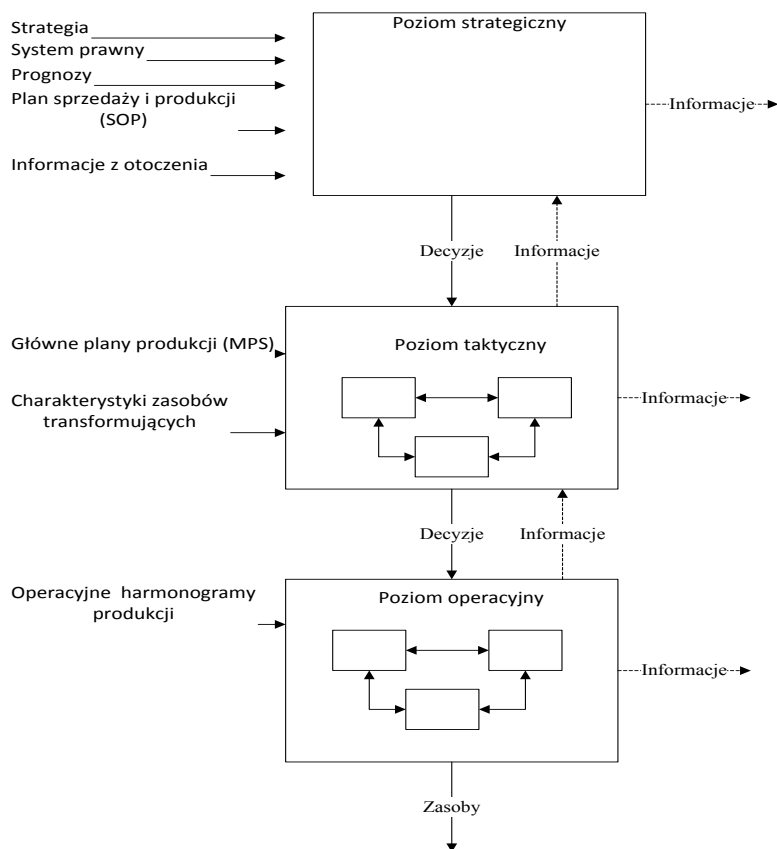 Strategia
System prawny
Prognozy
Plan sprzedaży i produkcji
(SOP)
Informacje z otoczenia
Poziom strategiczny
Informacje
Decyzje
Informacje
Główne plany produkcji (MPS)
Charakterystyki zasobów
transformujących
Poziom taktyczny
Informacje
Decyzje
Informacje
Operacyjne harmonogramy
produkcji
Poziom operacyjny
Informacje
Zasoby